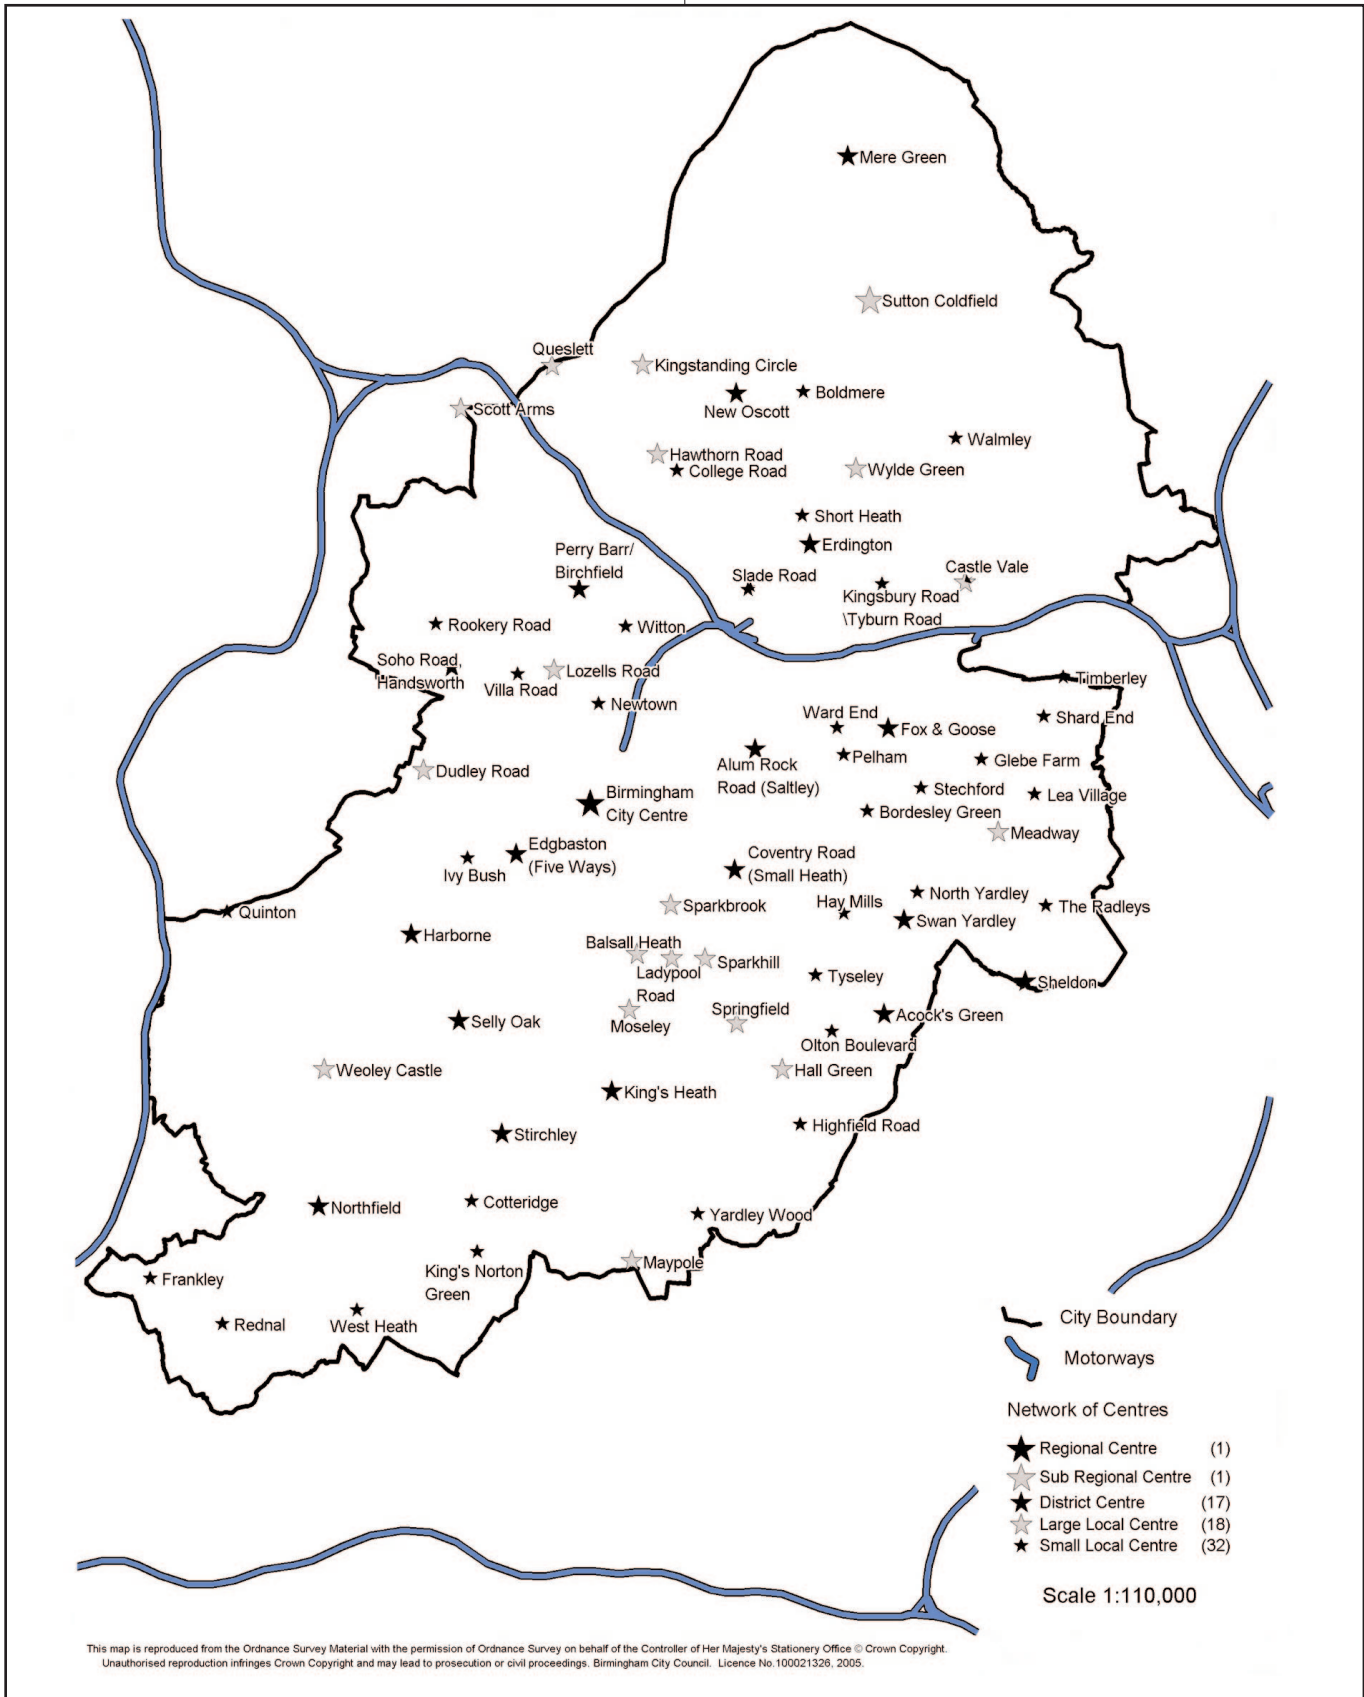 Mere Green
Sutton Coldfield
Queslett
Kingstanding Circle
Boldmere
New Oscott
Scott Arms
Walmley
Hawthorn Road
College Road
Wylde Green
Short Heath
Erdington
Perry Barr/
Birchfield
Slade Road
Castle Vale
Kingsbury Road
\Tyburn Road
Rookery Road
Witton
Soho Road,
Handsworth
Villa Road
Lozells Road
Newtown
Timberley
Shard End
Ward End
Fox & Goose
Pelham
Glebe Farm
Alum Rock
Road (Saltley)
Dudley Road
Stechford
Lea Village
Birmingham
City Centre
Bordesley Green
Meadway
Edgbaston
(Five Ways)
Ivy Bush
Coventry Road
(Small Heath)
Hay Mills
North Yardley
The Radleys
Sparkbrook
Swan Yardley
Quinton
Harborne
Balsall Heath
Ladypool
Road
Sparkhill
Tyseley
Sheldon
Moseley
Springfield
Acock's Green
Selly Oak
Olton Boulevard
Weoley Castle
Hall Green
King's Heath
Highfield Road
Stirchley
Northfield
Cotteridge
Yardley Wood
King's Norton
Green
Maypole
Frankley
Rednal
West Heath
City Boundary
Motorways
Network of Centres
Regional Centre (1)
Sub Regional Centre (1)
District Centre (17)
Large Local Centre (18)
Small Local Centre (32)
Scale 1:110,000
This map is reproduced from the Ordnance Survey Material with the permission of Ordnance Survey on behalf of the Controller of Her Majesty's Stationery Office © Crown Copyright.
Unauthorised reproduction infringes Crown Copyright and may lead to prosecution or civil proceedings. Birmingham City Council. Licence No.100021326, 2005.